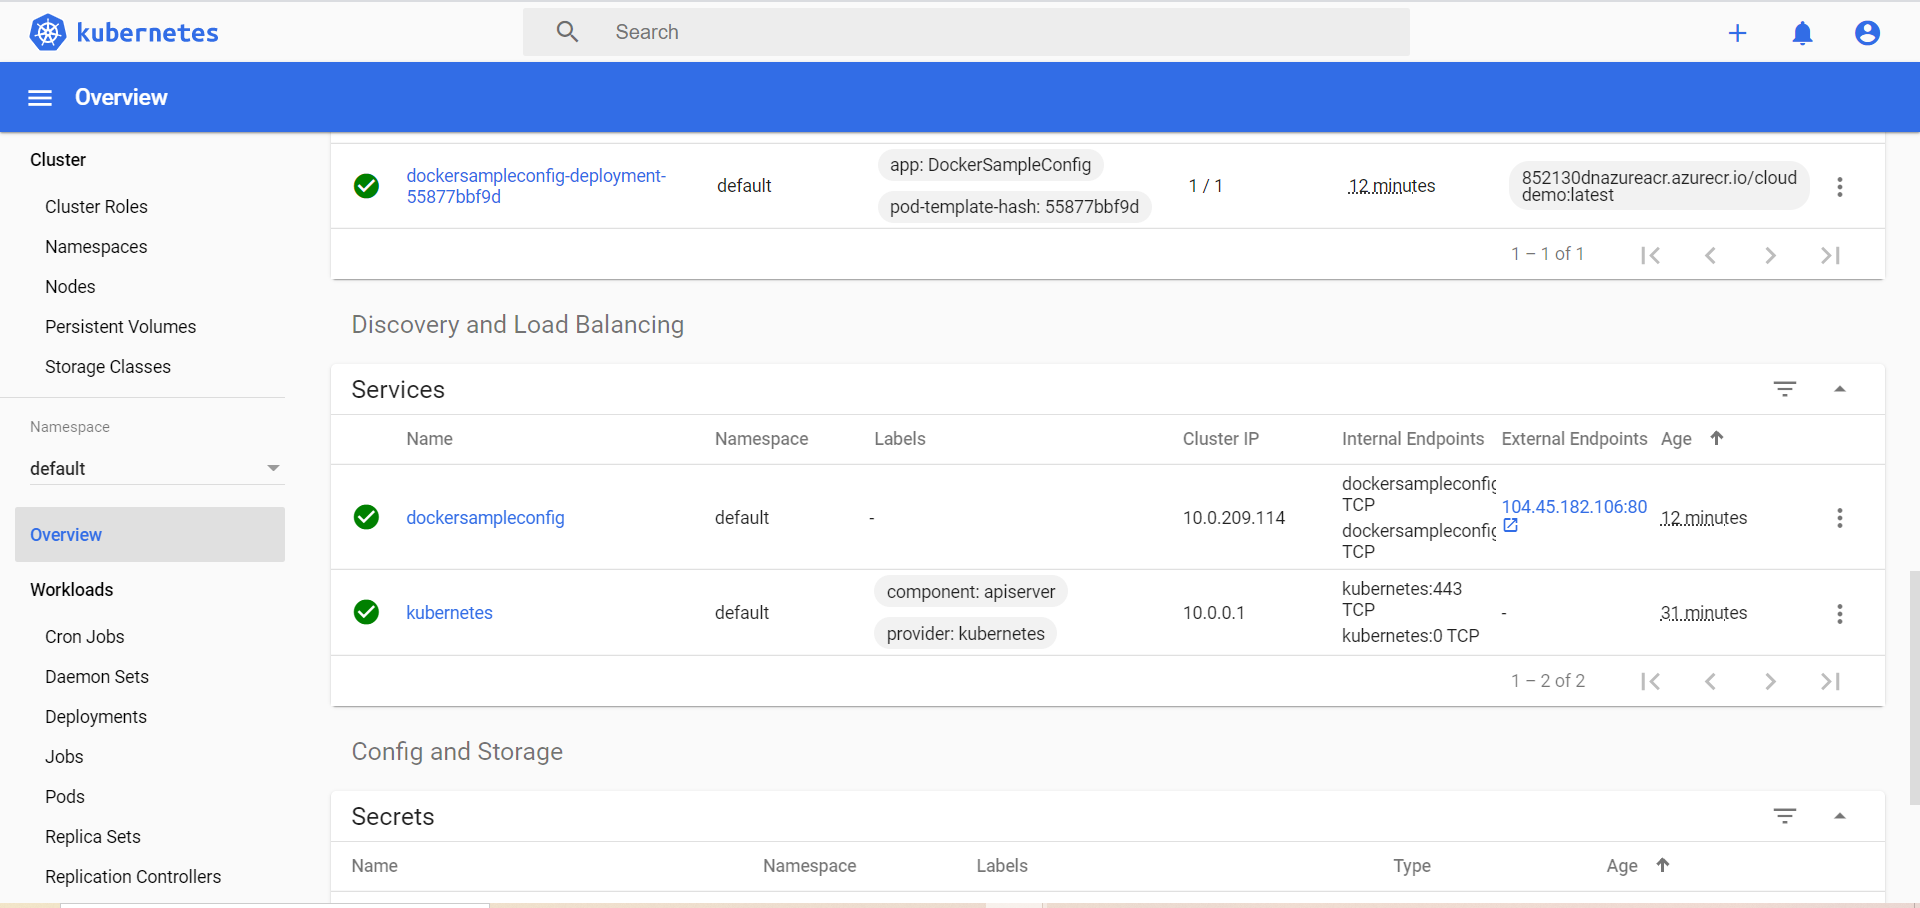 kubernetes
Search
Overview
Cluster
Cluster Roles
Namespaces
Nodes
Persistent Volumes
Storage Classes
Namespace
default
Overview
Workloads
Cron Jobs
Daemon Sets
Deployments
Jobs
Pods
Replica Sets
Replication Controllers
dockersampleconfig-deployment-
55877bbf9d
default
app: DockerSampleConfig
pod-template-hash: 55877bbf9d
1 / 1
12 minutes
852130dnazureacr.azurecr.io/cloud
demo:latest
1 – 1 of 1
Discovery and Load Balancing
Services
Name Namespace Labels Cluster IP Internal Endpoints External Endpoints Age
dockersampleconfig
default
-
10.0.209.114
dockersampleconfig
TCP
dockersampleconfig
TCP
104.45.182.106:80
12 minutes
kubernetes
default
component: apiserver
provider: kubernetes
10.0.0.1
kubernetes:443
TCP
kubernetes:0 TCP
-
31 minutes
1 – 2 of 2
Config and Storage
Secrets
Name Namespace Labels Type Age